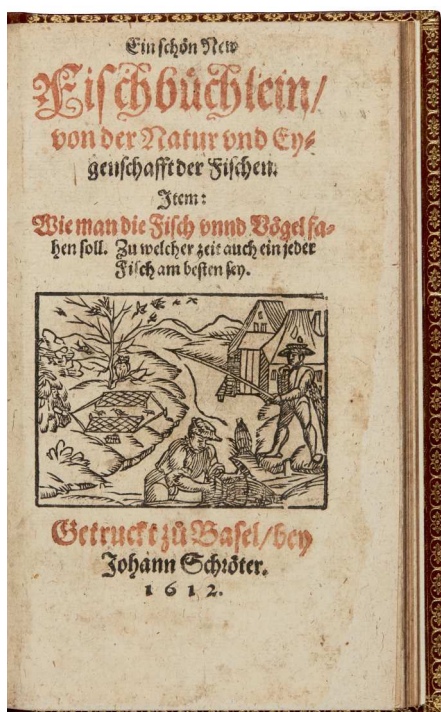 Ein schön New
Fischbüchlein/
von der Natur vnd Ey⸗
genschafft der Fischen.
Item:
Wie man die Fisch vnnd Vögel fa⸗
hen soll. Zu welcher zeit auch ein jeder
Fisch am besten sey.
Getruckt zů Basel/ bey
Johann Schröter.
1612.